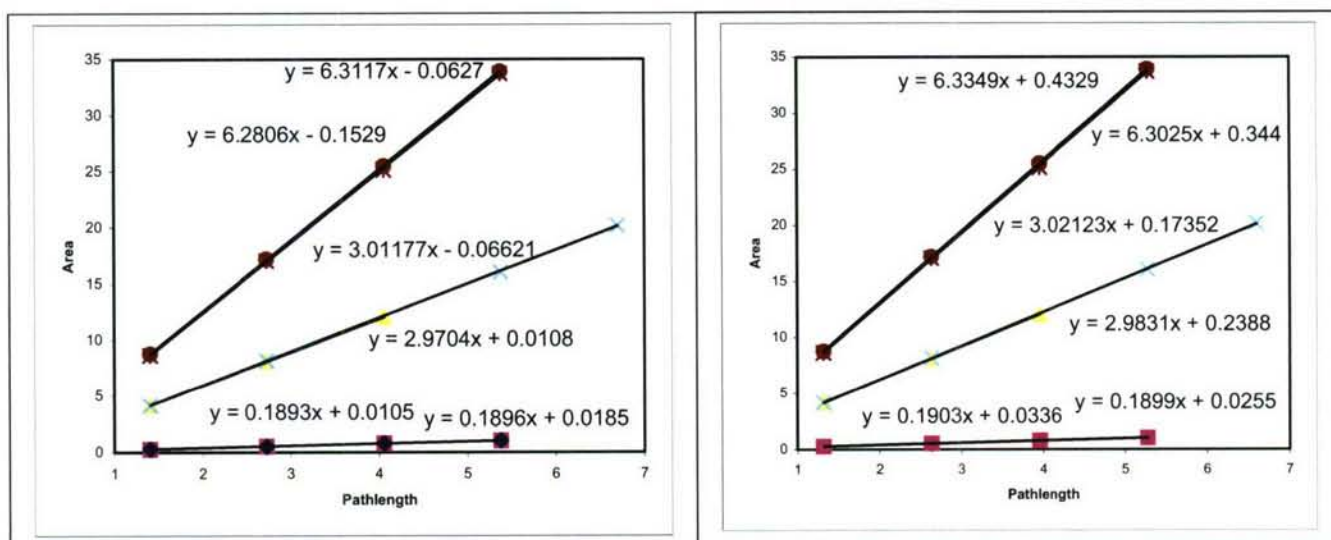 35
30
25
20
15
10
5
0
Area
y = 6.3117x - 0.0627
y = 6.2806x - 0.1529
y = 3.01177x - 0.06621
y = 2.9704x + 0.0108
y = 0.1893x + 0.0105
y = 0.1896x + 0.0185
1 2 3 4 5 6 7
Pathlength
35
30
25
20
15
10
5
0
Area
y = 6.3349x + 0.4329
y = 6.3025x + 0.344
y = 3.02123x + 0.17352
y = 2.9831x + 0.2388
y = 0.1903x + 0.0336
y = 0.1899x + 0.0255
1 2 3 4 5 6 7
Pathlength